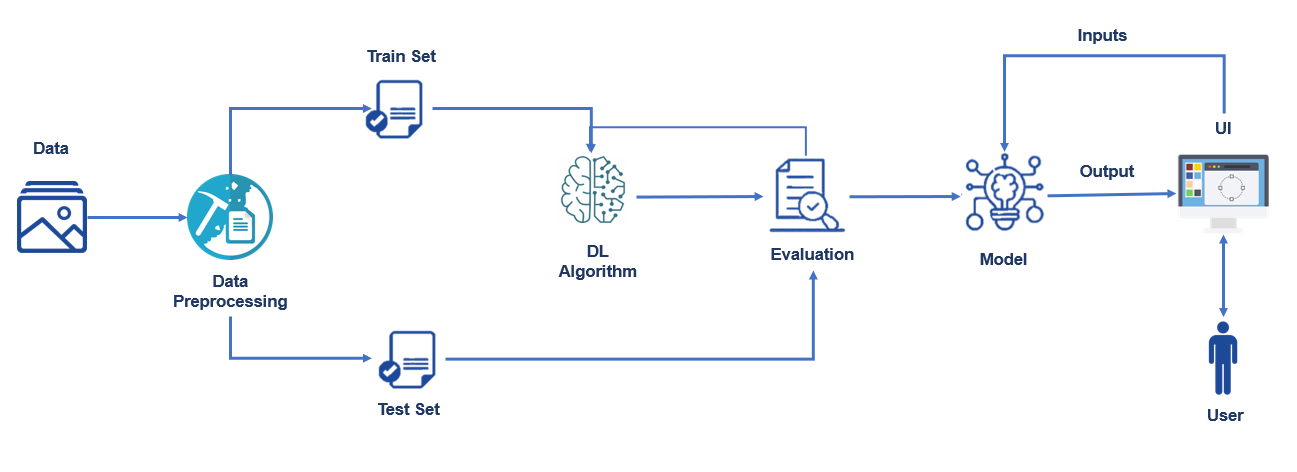 Data
Data
Preprocessing
Train Set
Test Set
DL
Algorithm
Evaluation
Model
Inputs
Output
UI
User